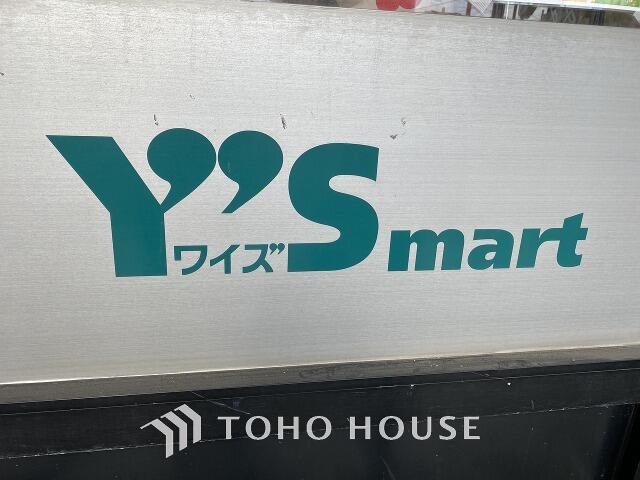 Y”S mart
ワイズ”
TOHO HOUSE